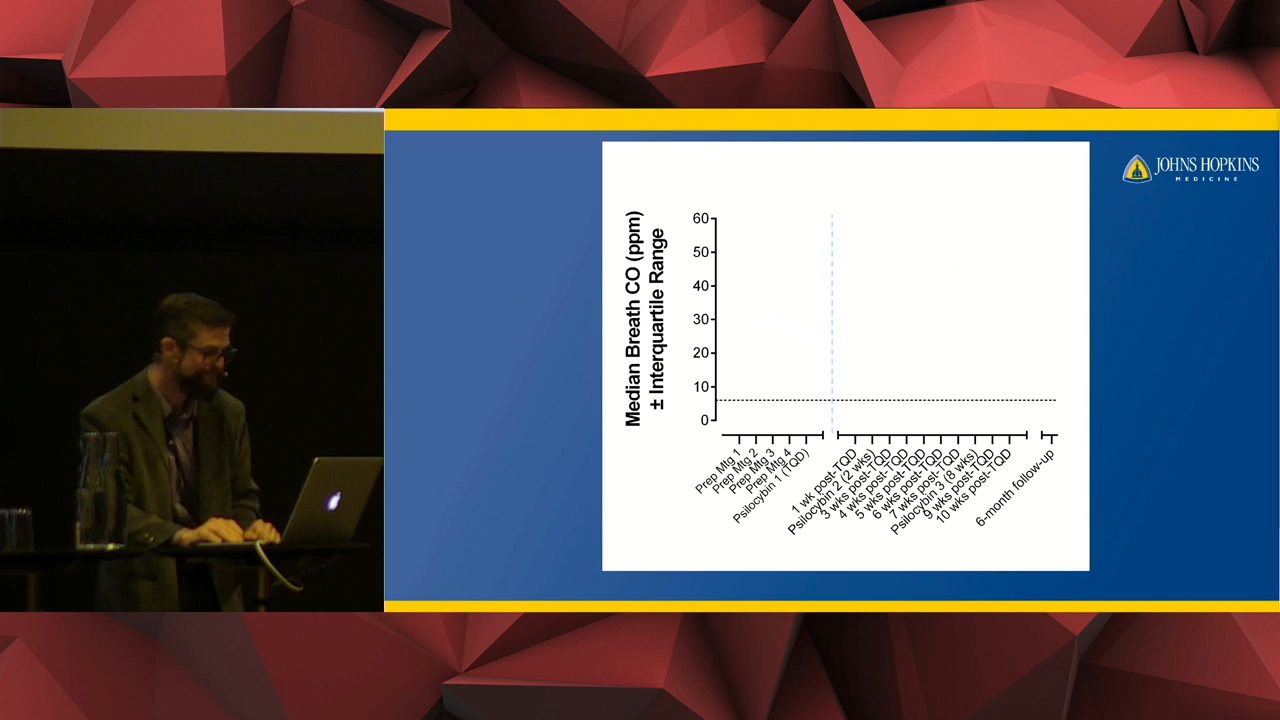 JOHNS HOPKINS
MEDICINE
Median Breath CO (ppm)
± Interquartile Range
60
50
40
30
20
10
0
Prep Mtg 1
Prep Mtg 2
Prep Mtg 3
Prep Mtg 4
Psilocybin 1 (TQD)
1 wk post-TQD
Psilocybin 2 (2 wks)
3 wks post-TQD
4 wks post-TQD
5 wks post-TQD
6 wks post-TQD
7 wks post-TQD
Psilocybin 3 (8 wks)
9 wks post-TQD
10 wks post-TQD
6-month follow-up